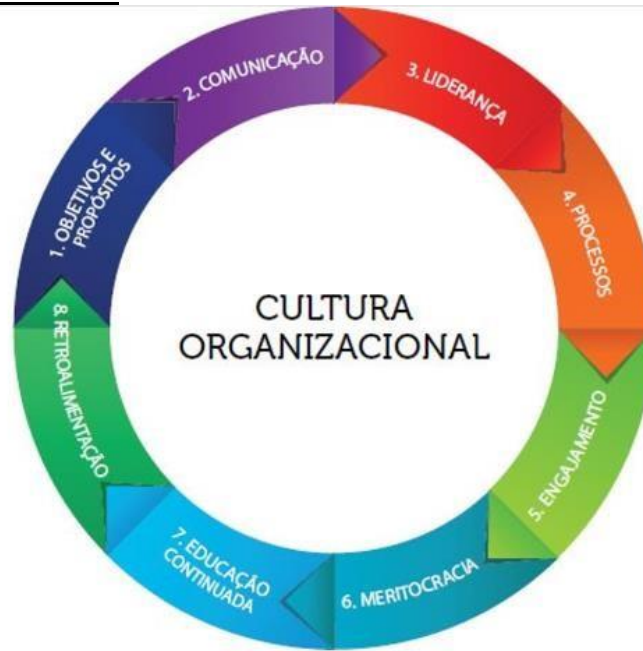 CULTURA
ORGANIZACIONAL
1. OBJETIVOS E
PROPÓSITOS
2. COMUNICAÇÃO
3. LIDERANÇA
4. PROCESSOS
5. ENGAJAMENTO
6. MERITOCRACIA
7. EDUCAÇÃO
CONTINUADA
8. RETROALIMENTAÇÃO